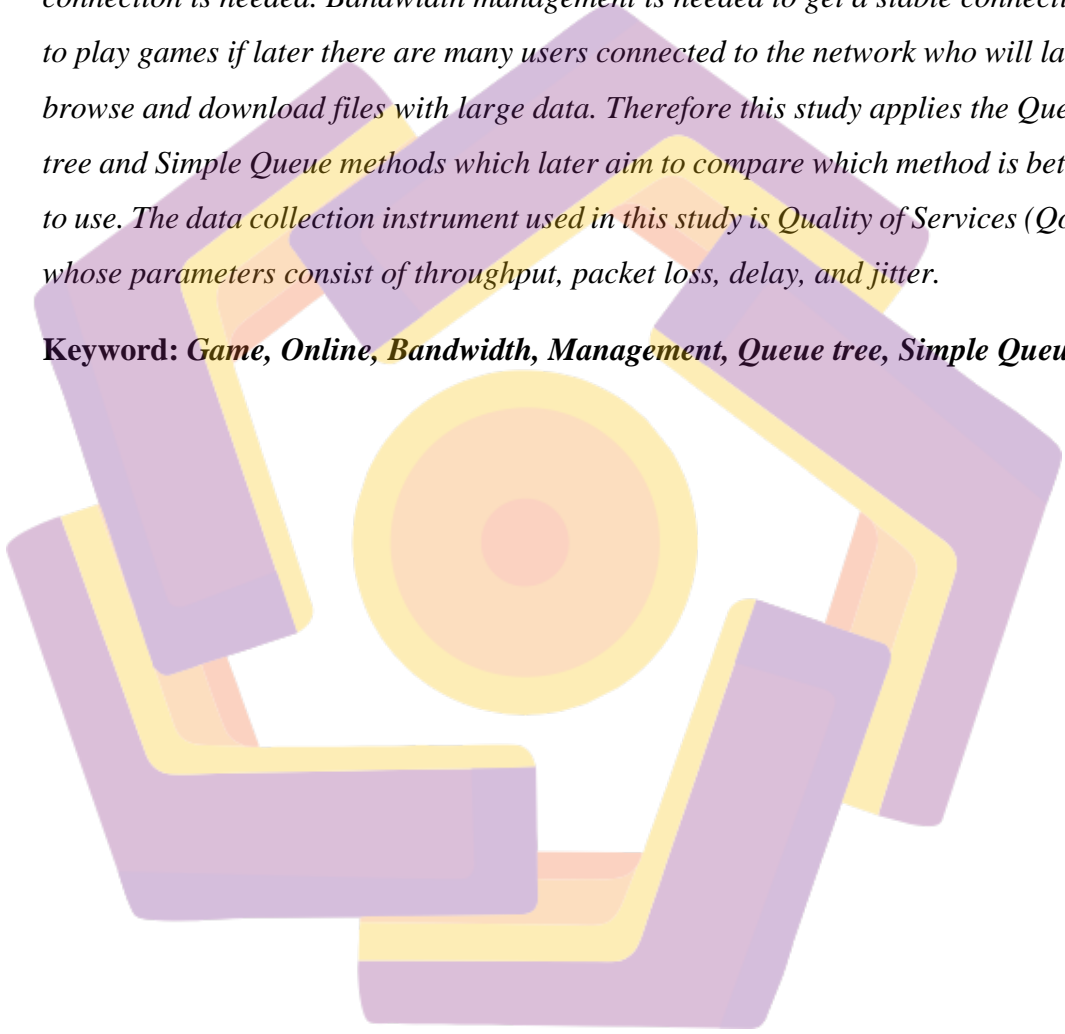 connection is needed. Bandwidth management is needed to get a stable connecti
to play games if later there are many users connected to the network who will la
browse and download files with large data. Therefore this study applies the Que
tree and Simple Queue methods which later aim to compare which method is bet
to use. The data collection instrument used in this study is Quality of Services (Qo
whose parameters consist of throughput, packet loss, delay, and jitter.
Keyword: Game, Online, Bandwidth, Management, Queue tree, Simple Queu